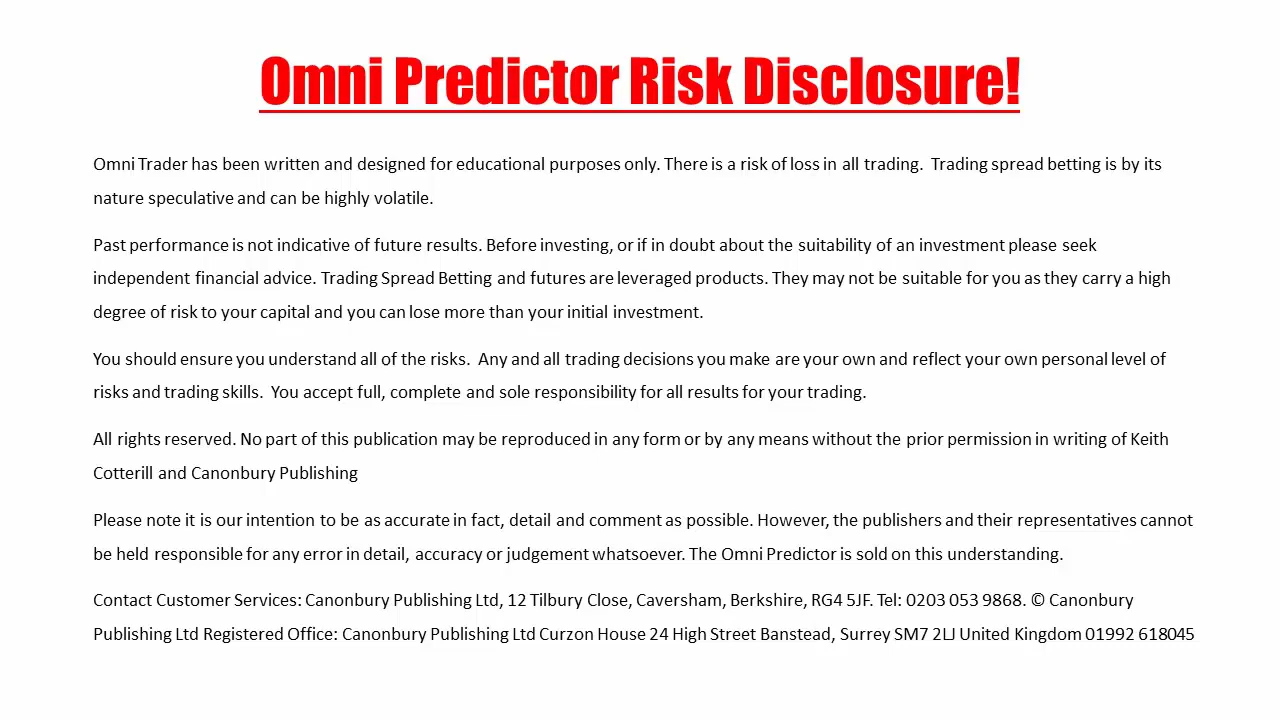 Omni Predictor Risk Disclosure!
Omni Trader has been written and designed for educational purposes only. There is a risk of loss in all trading.  Trading spread betting is by its
nature speculative and can be highly volatile.
Past performance is not indicative of future results. Before investing, or if in doubt about the suitability of an investment please seek
independent financial advice. Trading Spread Betting and futures are leveraged products. They may not be suitable for you as they carry a high
degree of risk to your capital and you can lose more than your initial investment.
You should ensure you understand all of the risks.  Any and all trading decisions you make are your own and reflect your own personal level of
risks and trading skills.  You accept full, complete and sole responsibility for all results for your trading.
All rights reserved. No part of this publication may be reproduced in any form or by any means without the prior permission in writing of Keith
Cotterill and Canonbury Publishing
Please note it is our intention to be as accurate in fact, detail and comment as possible. However, the publishers and their representatives cannot
be held responsible for any error in detail, accuracy or judgement whatsoever. The Omni Predictor is sold on this understanding.
Contact Customer Services: Canonbury Publishing Ltd, 12 Tilbury Close, Caversham, Berkshire, RG4 5JF. Tel: 0203 053 9868. © Canonbury
Publishing Ltd Registered Office: Canonbury Publishing Ltd Curzon House 24 High Street Banstead, Surrey SM7 2LJ United Kingdom 01992 618045